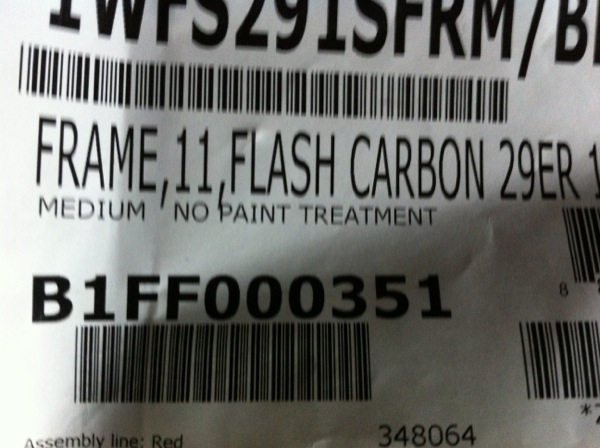 1WFS291SFRM/B
FRAME,11,FLASH CARBON 29ER 1
MEDIUM NO PAINT TREATMENT
8
B1FF000351
*Z
Assembly line: Red
348064